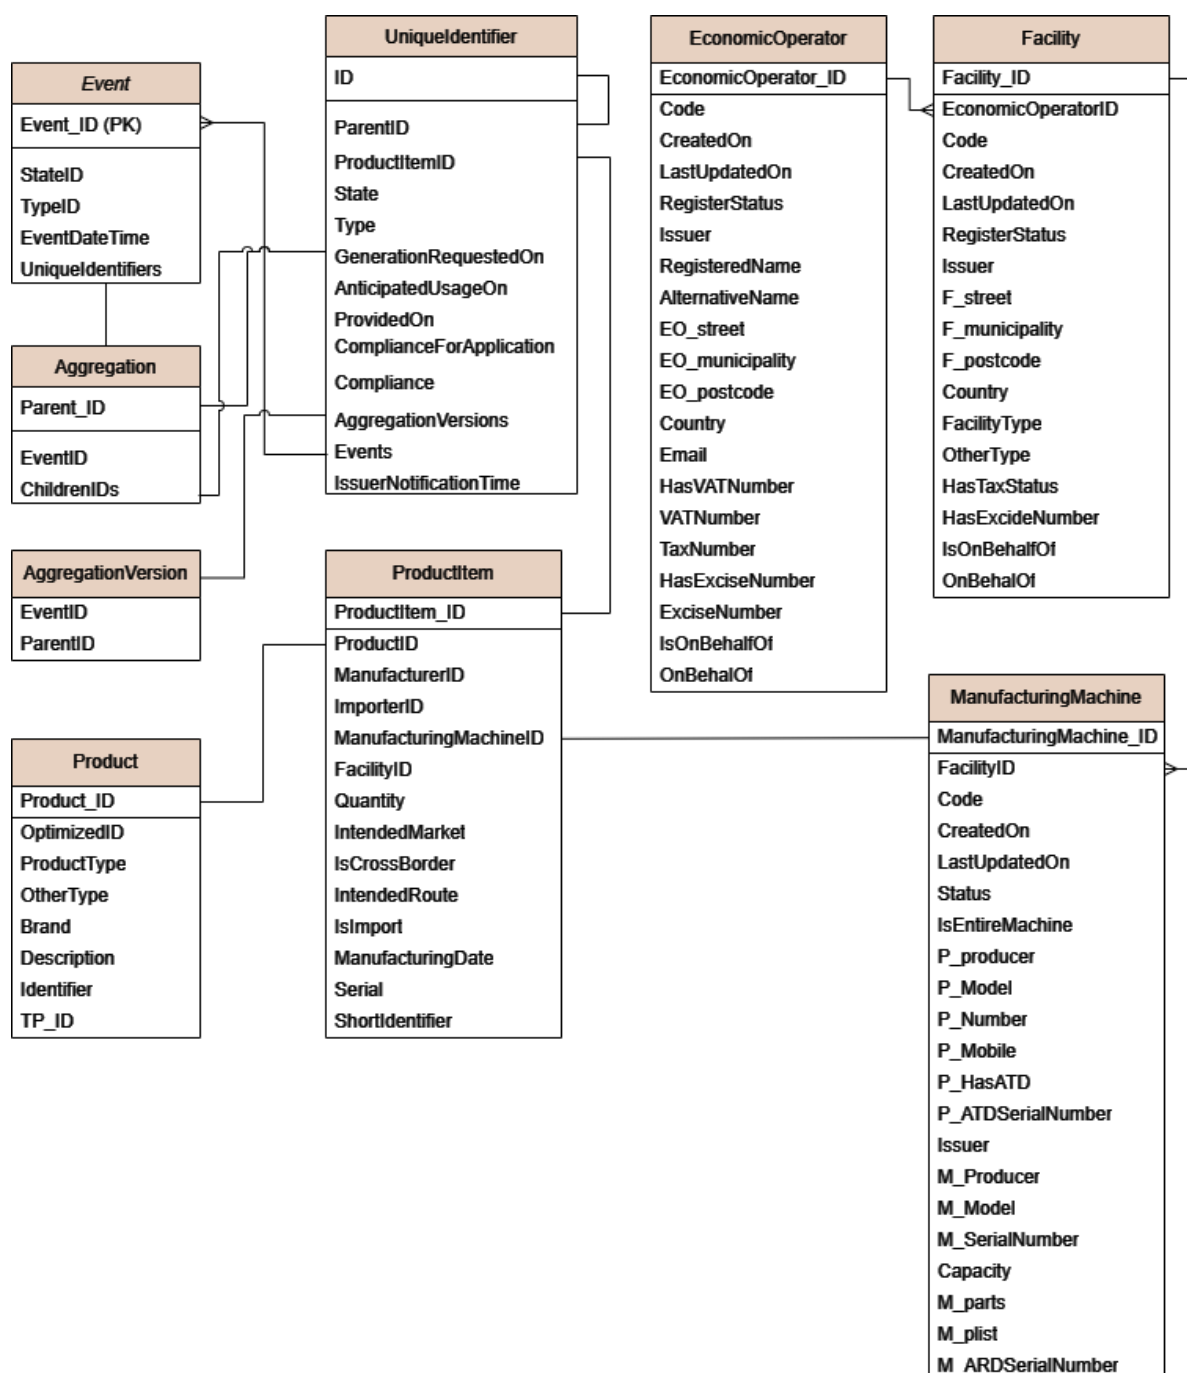 Event
Event_ID (PK)
StateID
TypeID
EventDateTime
UniqueIdentifiers
Aggregation
Parent_ID
EventID
ChildrenIDs
AggregationVersion
EventID
ParentID
Product
Product_ID
OptimizedID
ProductType
OtherType
Brand
Description
Identifier
TP_ID
UniqueIdentifier
ID
ParentID
ProductItemID
State
Type
GenerationRequestedOn
AnticipatedUsageOn
ProvidedOn
ComplianceForApplication
Compliance
AggregationVersions
Events
IssuerNotificationTime
ProductItem
ProductItem_ID
ProductID
ManufacturerID
ImporterID
ManufacturingMachineID
FacilityID
Quantity
IntendedMarket
IsCrossBorder
IntendedRoute
IsImport
ManufacturingDate
Serial
ShortIdentifier
EconomicOperator
EconomicOperator_ID
Code
CreatedOn
LastUpdatedOn
RegisterStatus
Issuer
RegisteredName
AlternativeName
EO_street
EO_municipality
EO_postcode
Country
Email
HasVATNumber
VATNumber
TaxNumber
HasExciseNumber
ExciseNumber
IsOnBehalfOf
OnBehalOf
Facility
Facility_ID
EconomicOperatorID
Code
CreatedOn
LastUpdatedOn
RegisterStatus
Issuer
F_street
F_municipality
F_postcode
Country
FacilityType
OtherType
HasTaxStatus
HasExcideNumber
IsOnBehalfOf
OnBehalOf
ManufacturingMachine
ManufacturingMachine_ID
FacilityID
Code
CreatedOn
LastUpdatedOn
Status
IsEntireMachine
P_producer
P_Model
P_Number
P_Mobile
P_HasATD
P_ATDSerialNumber
Issuer
M_Producer
M_Model
M_SerialNumber
Capacity
M_parts
M_plist
M_ARDSerialNumber